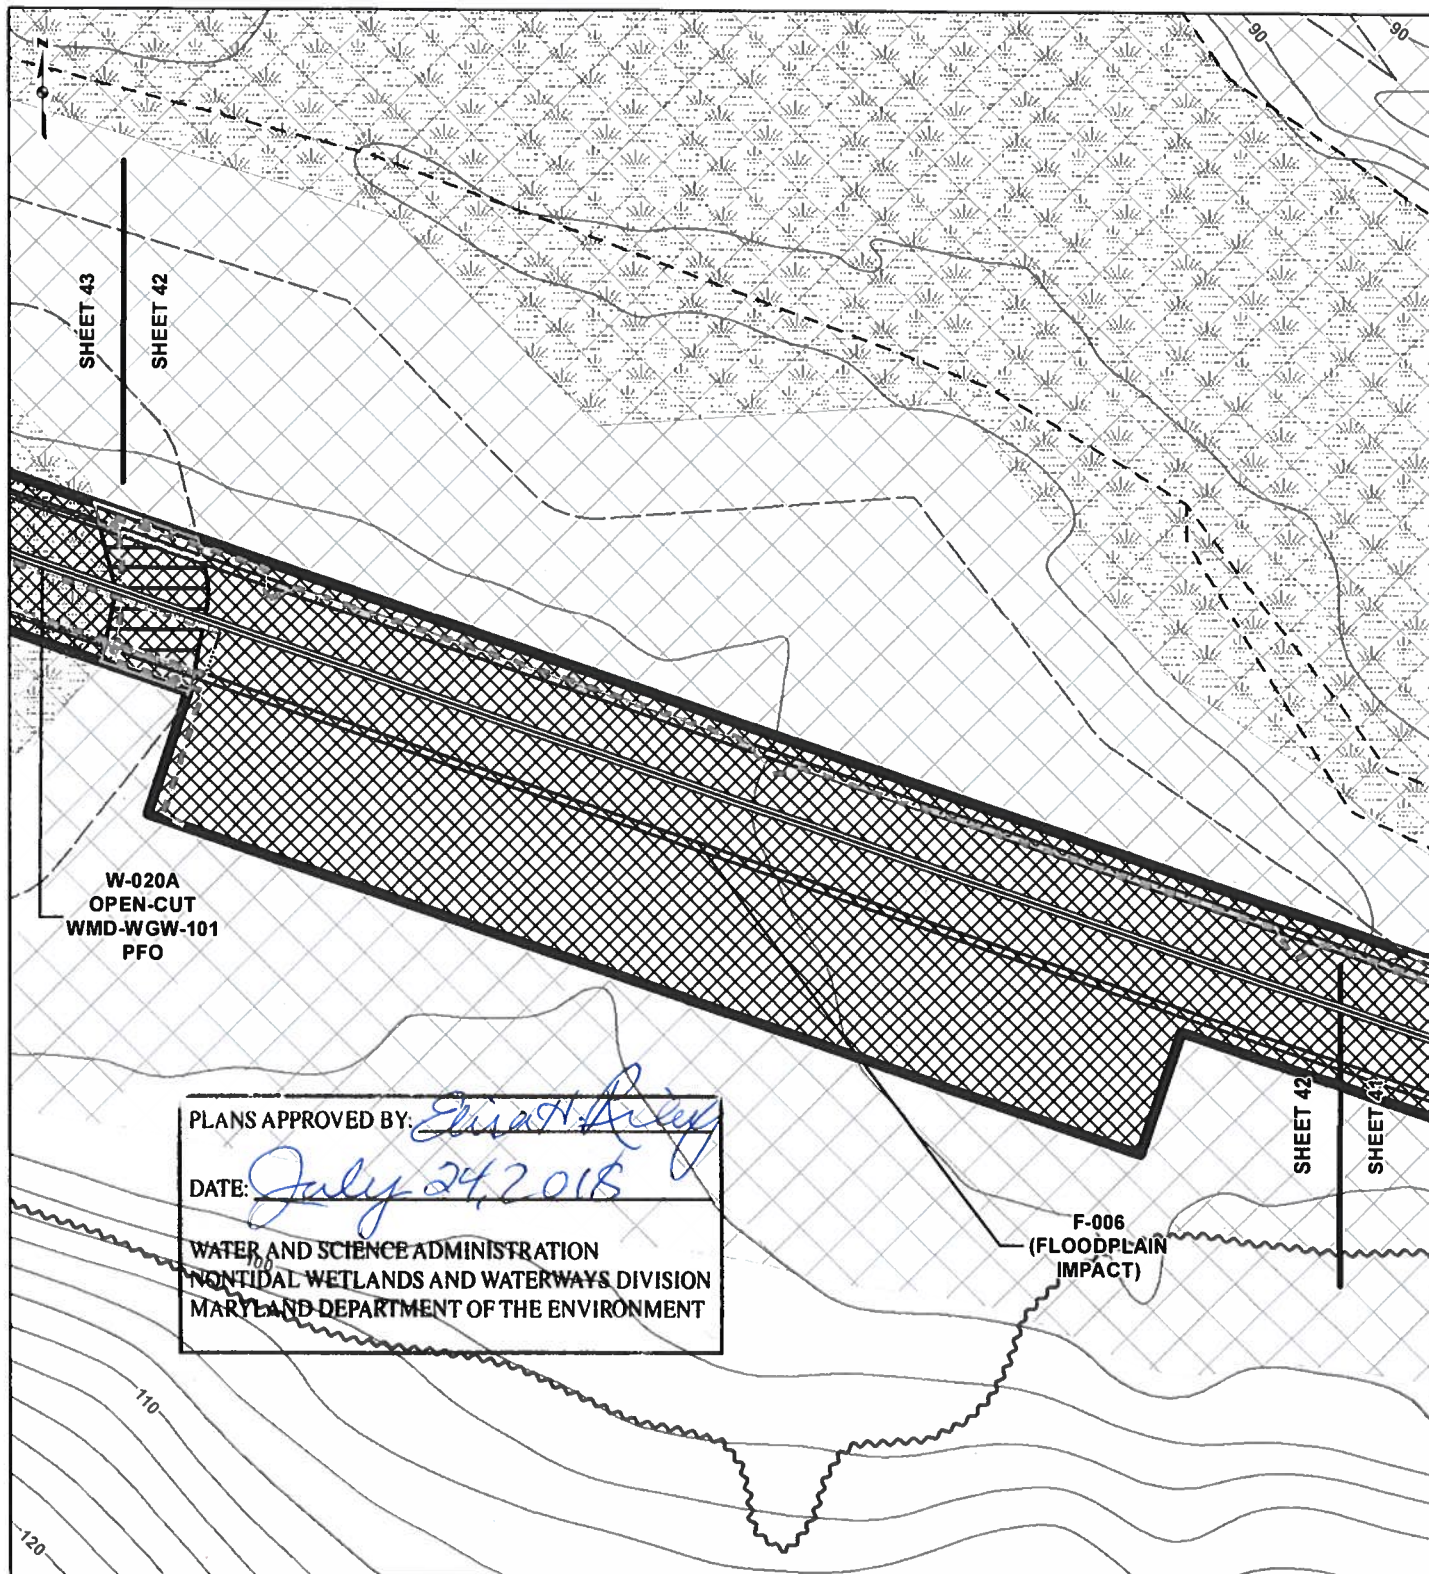 N
90
90
SHEET 43
SHEET 42
W-020A
OPEN-CUT
WMD-WGW-101
PFO
PLANS APPROVED BY: Elisa H. Riley
DATE: July 24, 2018
WATER AND SCIENCE ADMINISTRATION
NONTIDAL WETLANDS AND WATERWAYS DIVISION
MARYLAND DEPARTMENT OF THE ENVIRONMENT
100
F-006
(FLOODPLAIN
IMPACT)
SHEET 42
SHEET 41
110
120